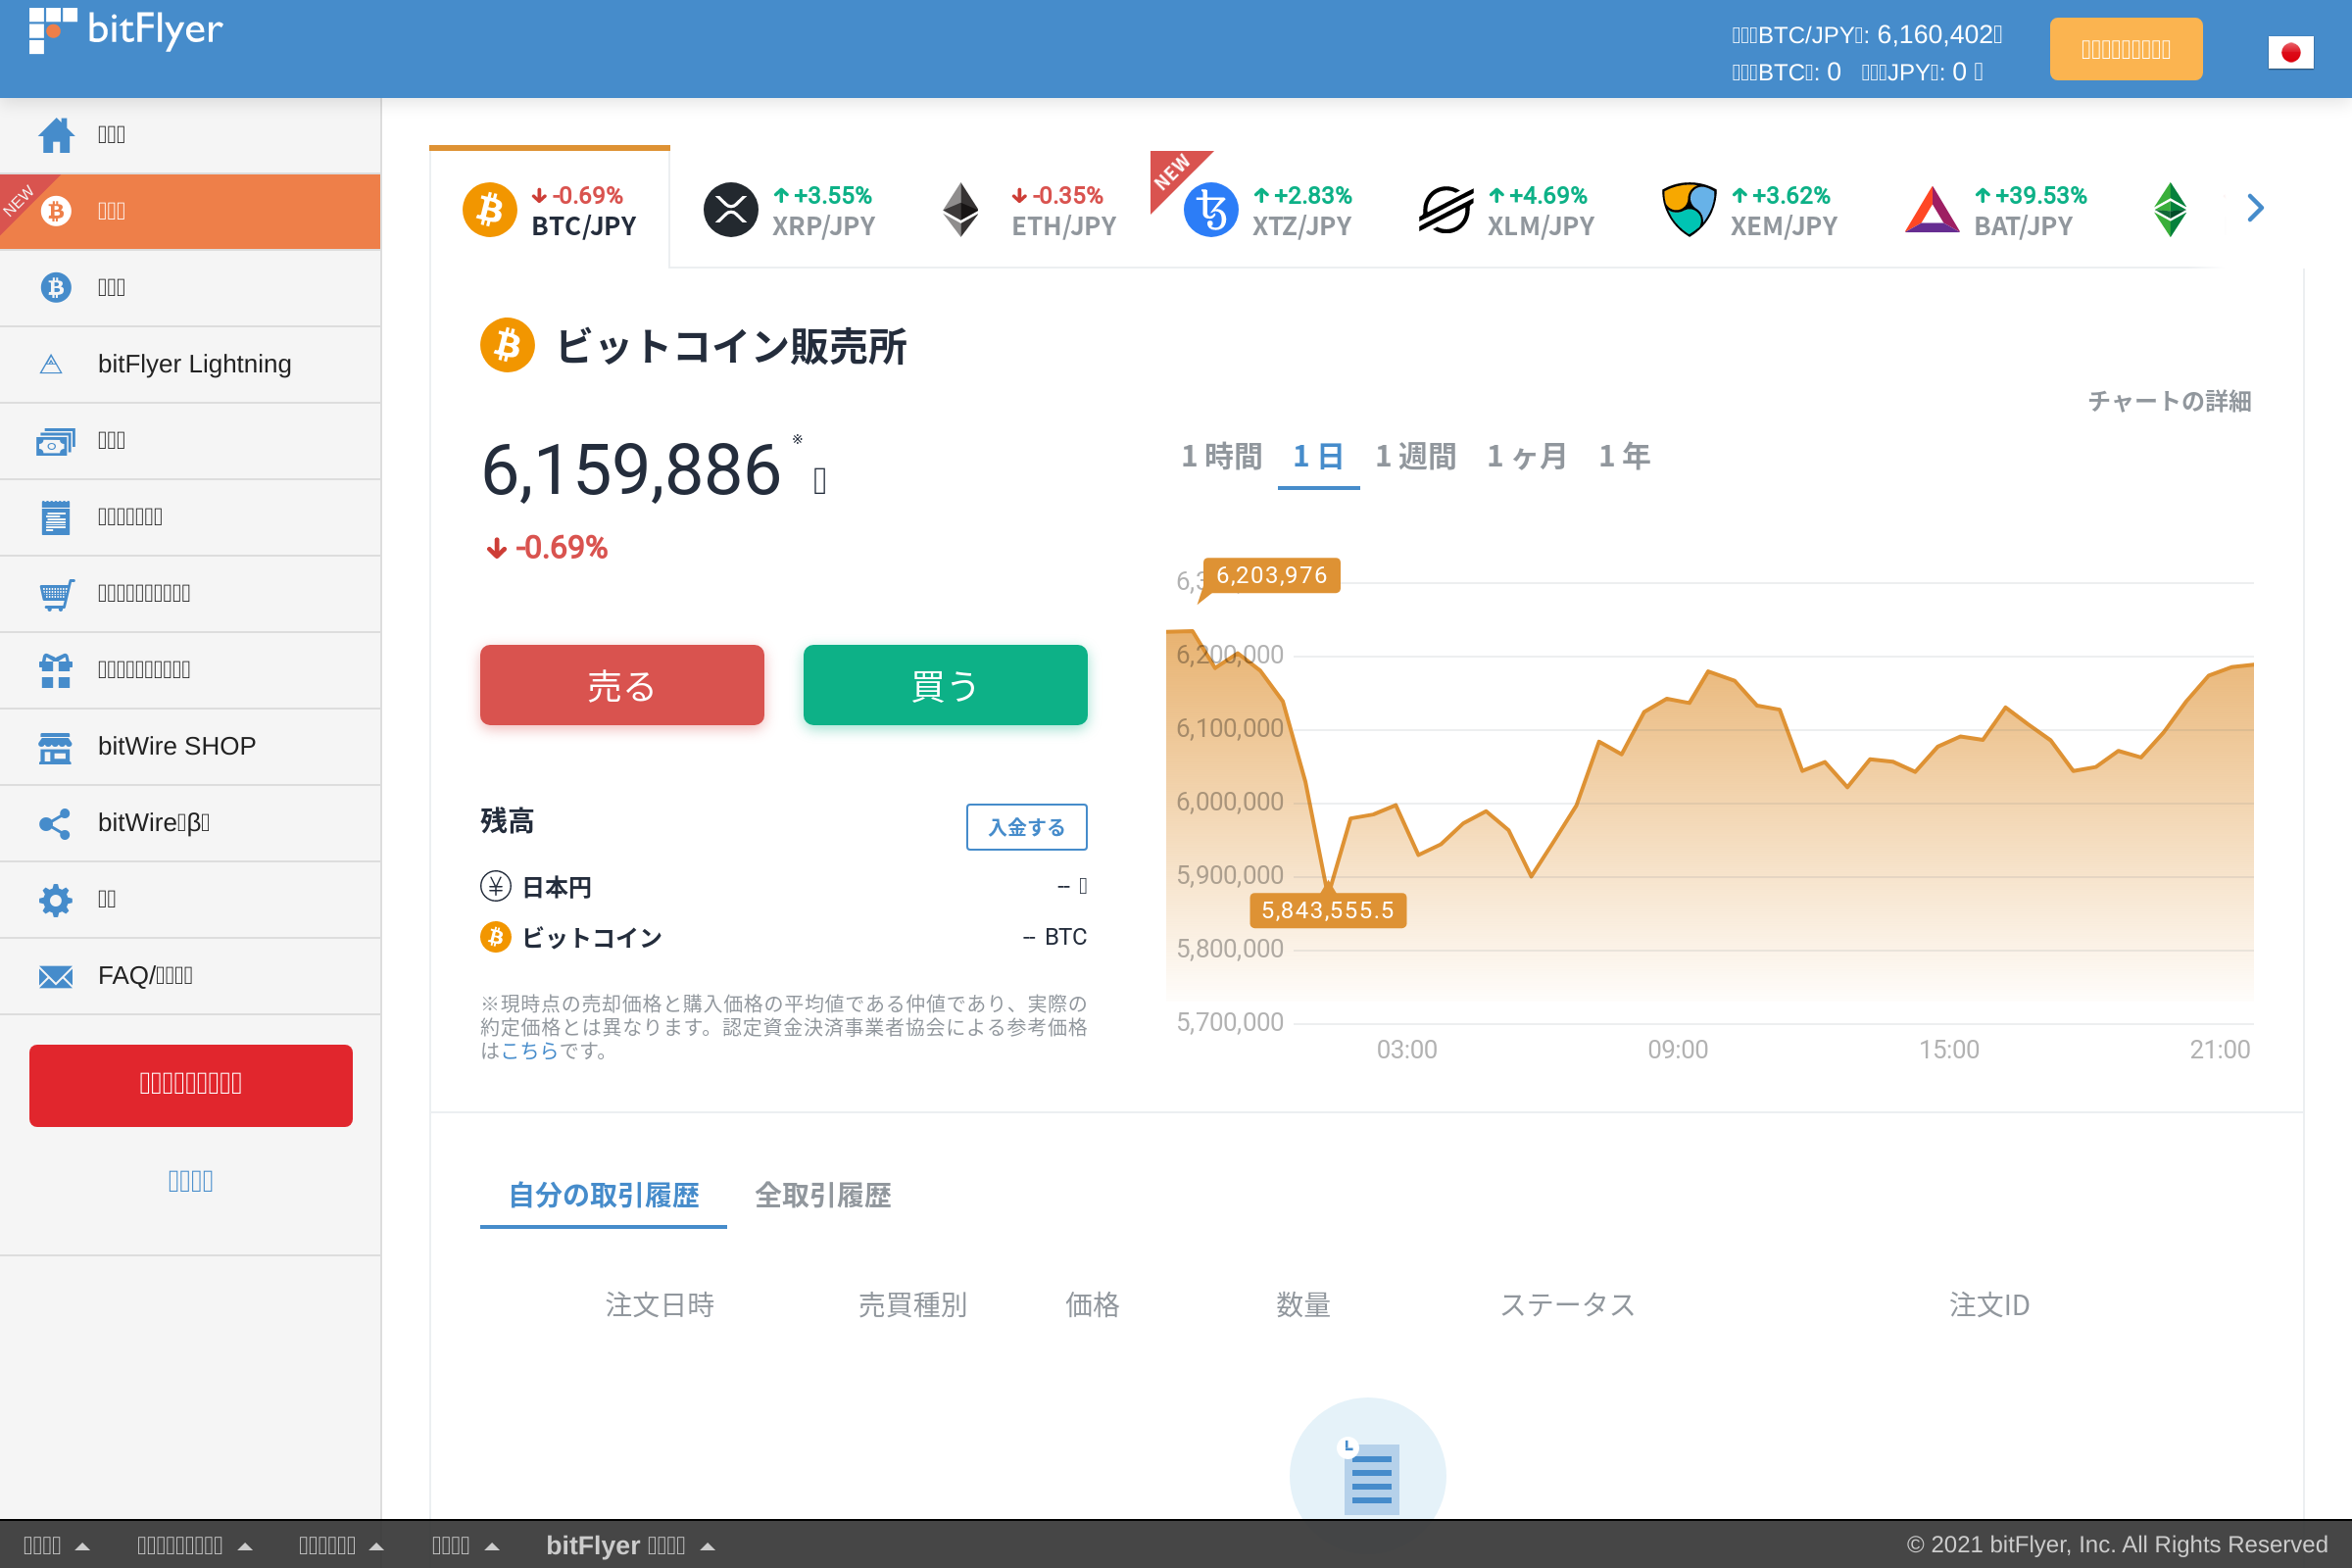 bitFlyer
BTC/JPY: 6,160,402
BTC: 0 JPY: 0
NEW
bitFlyer Lightning
bitWire SHOP
bitWire β
FAQ/
-0.69%
BTC/JPY
+3.55%
XRP/JPY
-0.35%
ETH/JPY
NEW
+2.83%
XTZ/JPY
+4.69%
XLM/JPY
+3.62%
XEM/JPY
+39.53%
BAT/JPY
ビットコイン販売所
チャートの詳細
6,159,886 ※
-0.69%
1 時間 1 日 1 週間 1 ヶ月 1 年
売る 買う
残高 入金する
日本円 --
ビットコイン -- BTC
※現時点の売却価格と購入価格の平均値である仲値であり、実際の
約定価格とは異なります。認定資金決済事業者協会による参考価格
はこちらです。
6,203,976
6,200,000
6,100,000
6,000,000
5,900,000
5,843,555.5
5,800,000
5,700,000
03:00 09:00 15:00 21:00
自分の取引履歴 全取引履歴
注文日時 売買種別 価格 数量 ステータス 注文ID
bitFlyer
© 2021 bitFlyer, Inc. All Rights Reserved